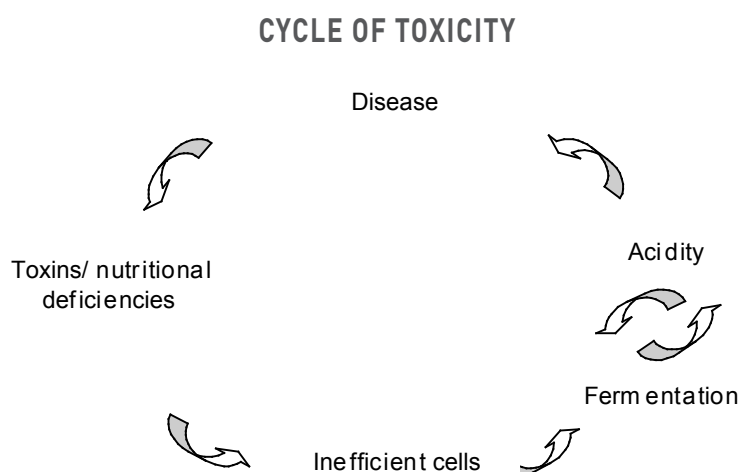 CYCLE OF TOXICITY
Disease
Acidity
Toxins/ nutritional
deficiencies
Fermentation
Inefficient cells